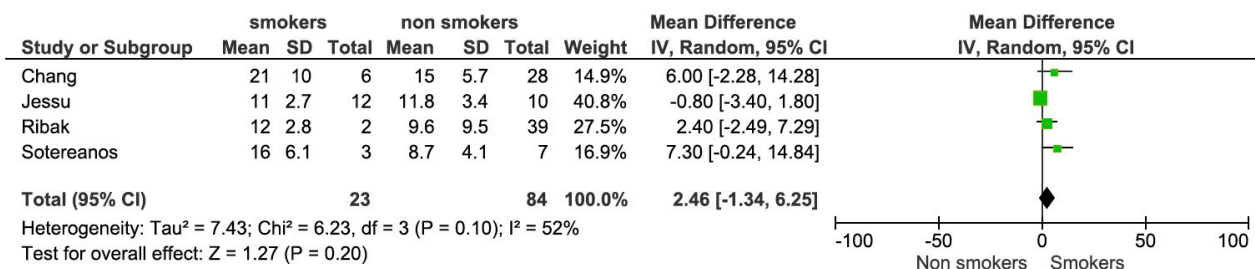 smokers non smokers Mean Difference Mean Difference
Study or Subgroup Mean SD Total Mean SD Total Weight IV, Random, 95% CI IV, Random, 95% CI
Chang 21 10 6 15 5.7 28 14.9% 6.00 [-2.28, 14.28]
Jessu 11 2.7 12 11.8 3.4 10 40.8% -0.80 [-3.40, 1.80]
Ribak 12 2.8 2 9.6 9.5 39 27.5% 2.40 [-2.49, 7.29]
Sotereanos 16 6.1 3 8.7 4.1 7 16.9% 7.30 [-0.24, 14.84]
Total (95% CI) 23 84 100.0% 2.46 [-1.34, 6.25]
Heterogeneity: Tau² = 7.43; Chi² = 6.23, df = 3 (P = 0.10); I² = 52%
Test for overall effect: Z = 1.27 (P = 0.20)
-100 -50 0 50 100
Non smokers Smokers